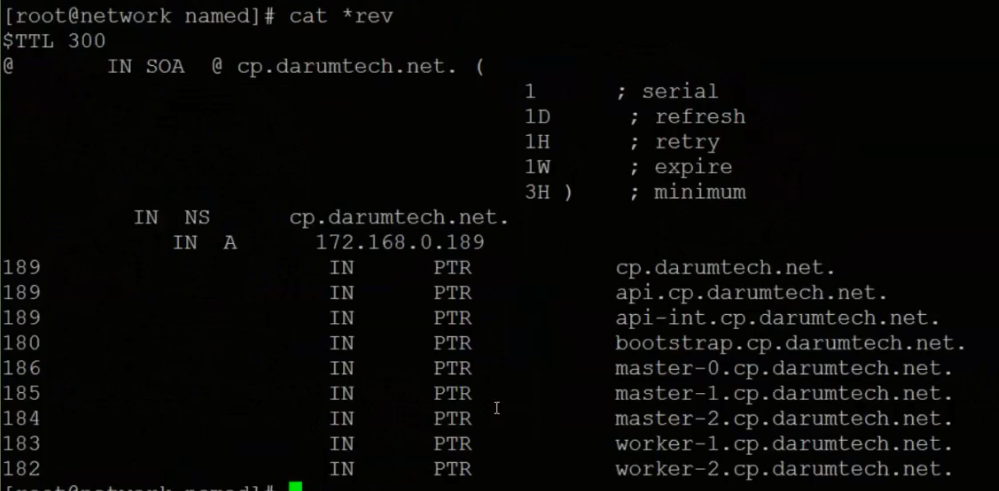 [root@network named]# cat *rev
$TTL 300
@ IN SOA @ cp.darumtech.net. (
1 ; serial
1D ; refresh
1H ; retry
1W ; expire
3H ) ; minimum
IN NS cp.darumtech.net.
IN A 172.168.0.189
189 IN PTR cp.darumtech.net.
189 IN PTR api.cp.darumtech.net.
189 IN PTR api-int.cp.darumtech.net.
180 IN PTR bootstrap.cp.darumtech.net.
186 IN PTR master-0.cp.darumtech.net.
185 IN PTR master-1.cp.darumtech.net.
184 IN PTR master-2.cp.darumtech.net.
183 IN PTR worker-1.cp.darumtech.net.
182 IN PTR worker-2.cp.darumtech.net.
[root@network named]#